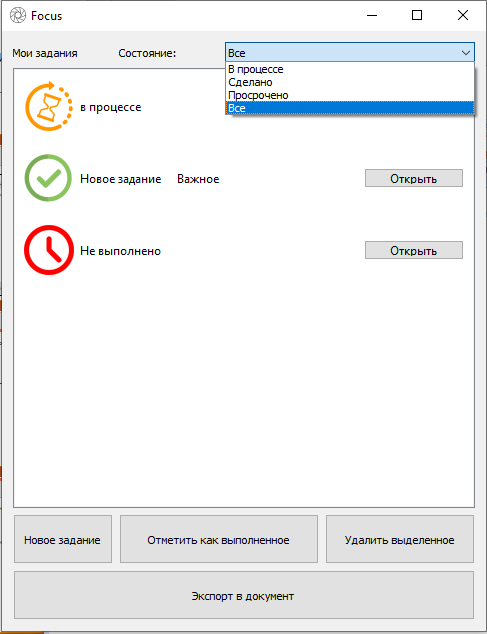 Focus
Мои задания Состояние: Все
В процессе
Сделано
Просрочено
Все
в процессе
Новое задание Важное Открыть
Не выполнено Открыть
Новое задание Отметить как выполненное Удалить выделенное
Экспорт в документ